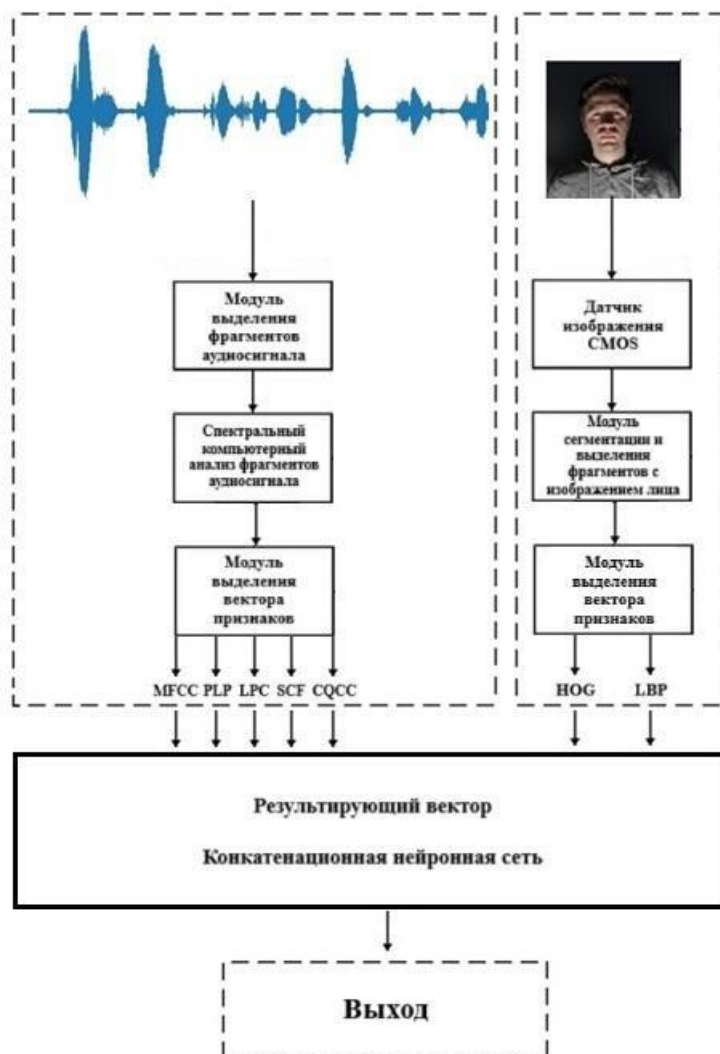 Модуль
выделения
фрагментов
аудиосигнала
Спектральный
компьютерный
анализ фрагментов
аудиосигнала
Модуль
выделения
вектора
признаков
MFCC PLP LPC SCF CQCC
Датчик
изображения
CMOS
Модуль
сегментации и
выделения
фрагментов с
изображением лица
Модуль
выделения
вектора
признаков
HOG LBP
Результирующий вектор
Конкатенационная нейронная сеть
Выход